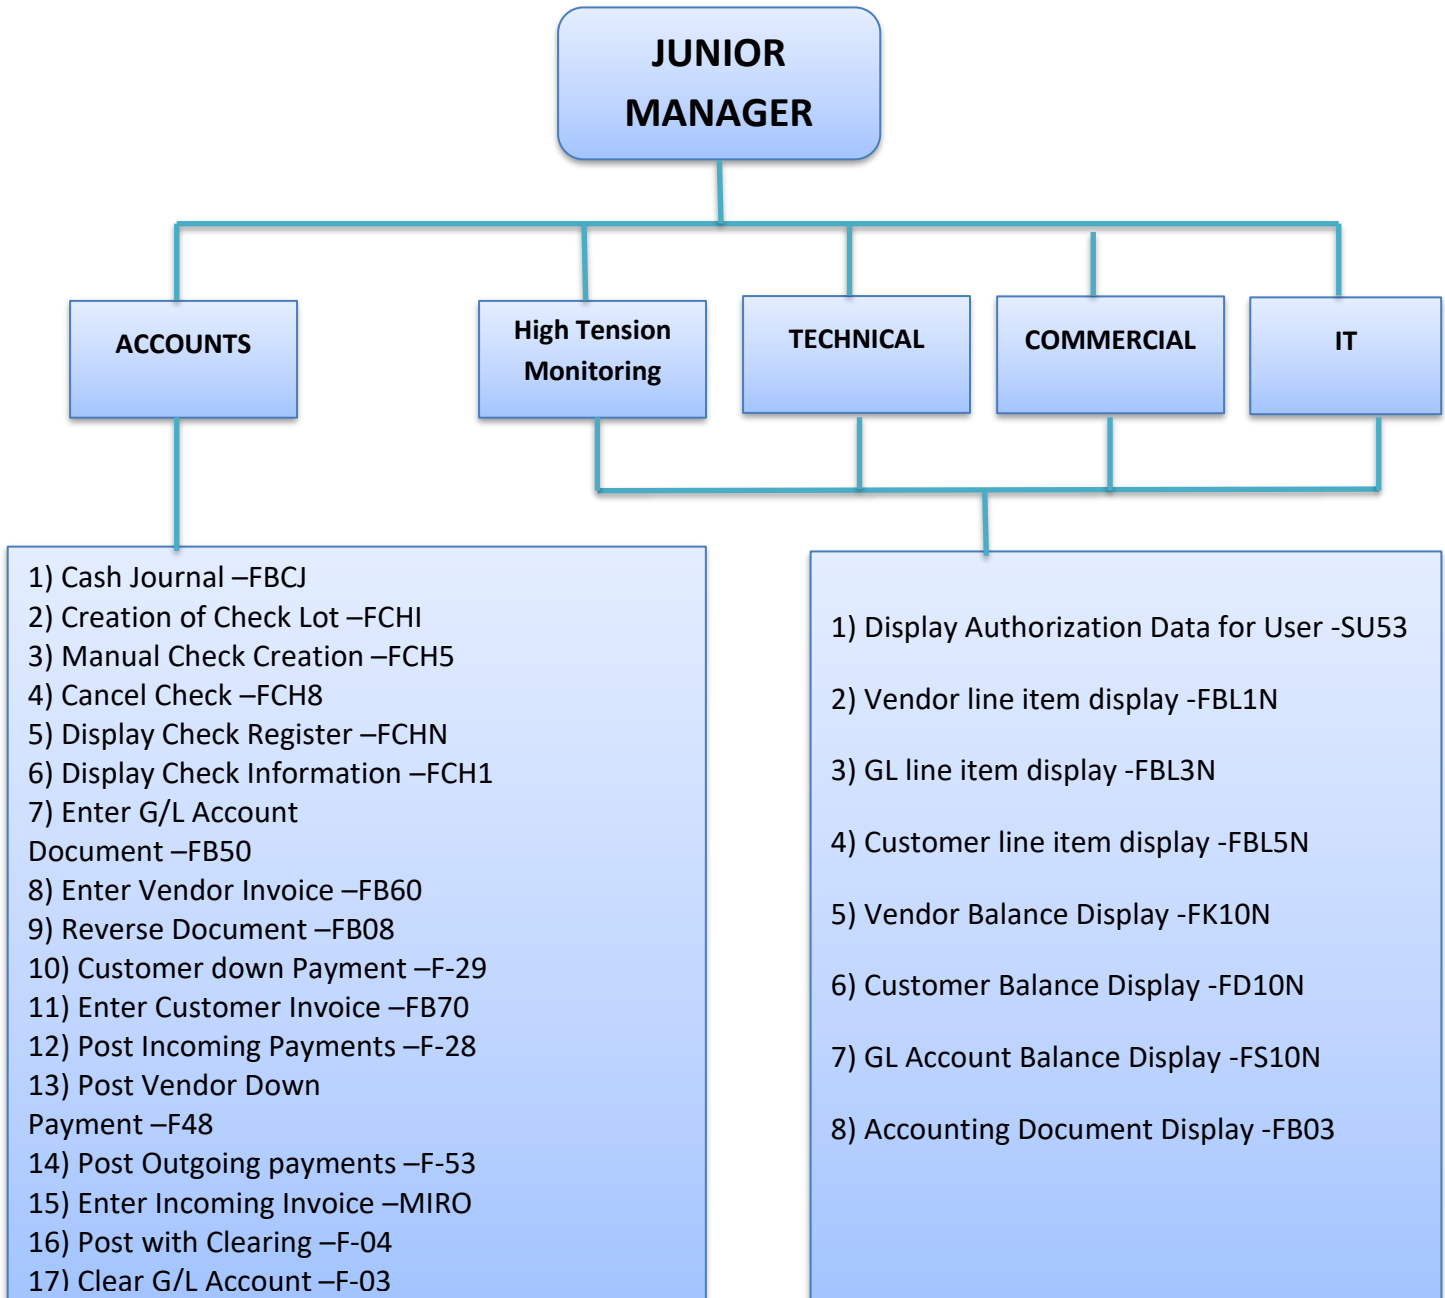 JUNIOR
MANAGER
ACCOUNTS
High Tension
Monitoring
TECHNICAL
COMMERCIAL
IT
1) Cash Journal –FBCJ
2) Creation of Check Lot –FCHI
3) Manual Check Creation –FCH5
4) Cancel Check –FCH8
5) Display Check Register –FCHN
6) Display Check Information –FCH1
7) Enter G/L Account
Document –FB50
8) Enter Vendor Invoice –FB60
9) Reverse Document –FB08
10) Customer down Payment –F-29
11) Enter Customer Invoice –FB70
12) Post Incoming Payments –F-28
13) Post Vendor Down
Payment –F48
14) Post Outgoing payments –F-53
15) Enter Incoming Invoice –MIRO
16) Post with Clearing –F-04
17) Clear G/L Account –F-03
1) Display Authorization Data for User -SU53
2) Vendor line item display -FBL1N
3) GL line item display -FBL3N
4) Customer line item display -FBL5N
5) Vendor Balance Display -FK10N
6) Customer Balance Display -FD10N
7) GL Account Balance Display -FS10N
8) Accounting Document Display -FB03